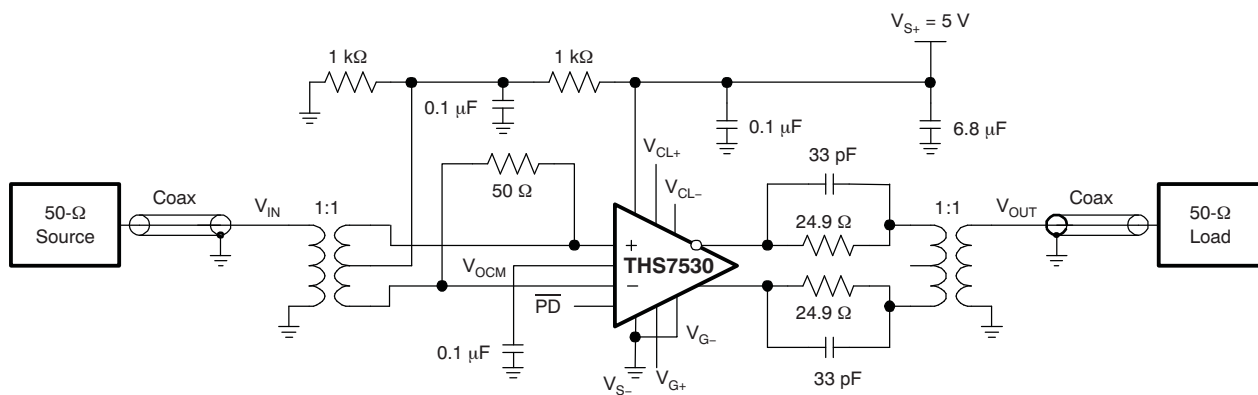 V_S+ = 5 V
1 kΩ
1 kΩ
0.1 μF
0.1 μF
6.8 μF
V_CL+
33 pF
50 Ω
V_CL−
50-Ω
Source
Coax
V_IN
1:1
24.9 Ω
1:1
V_OUT
Coax
50-Ω
Load
+
THS7530
−
V_OCM
PD
24.9 Ω
V_G−
0.1 μF
V_S−
V_G+
33 pF